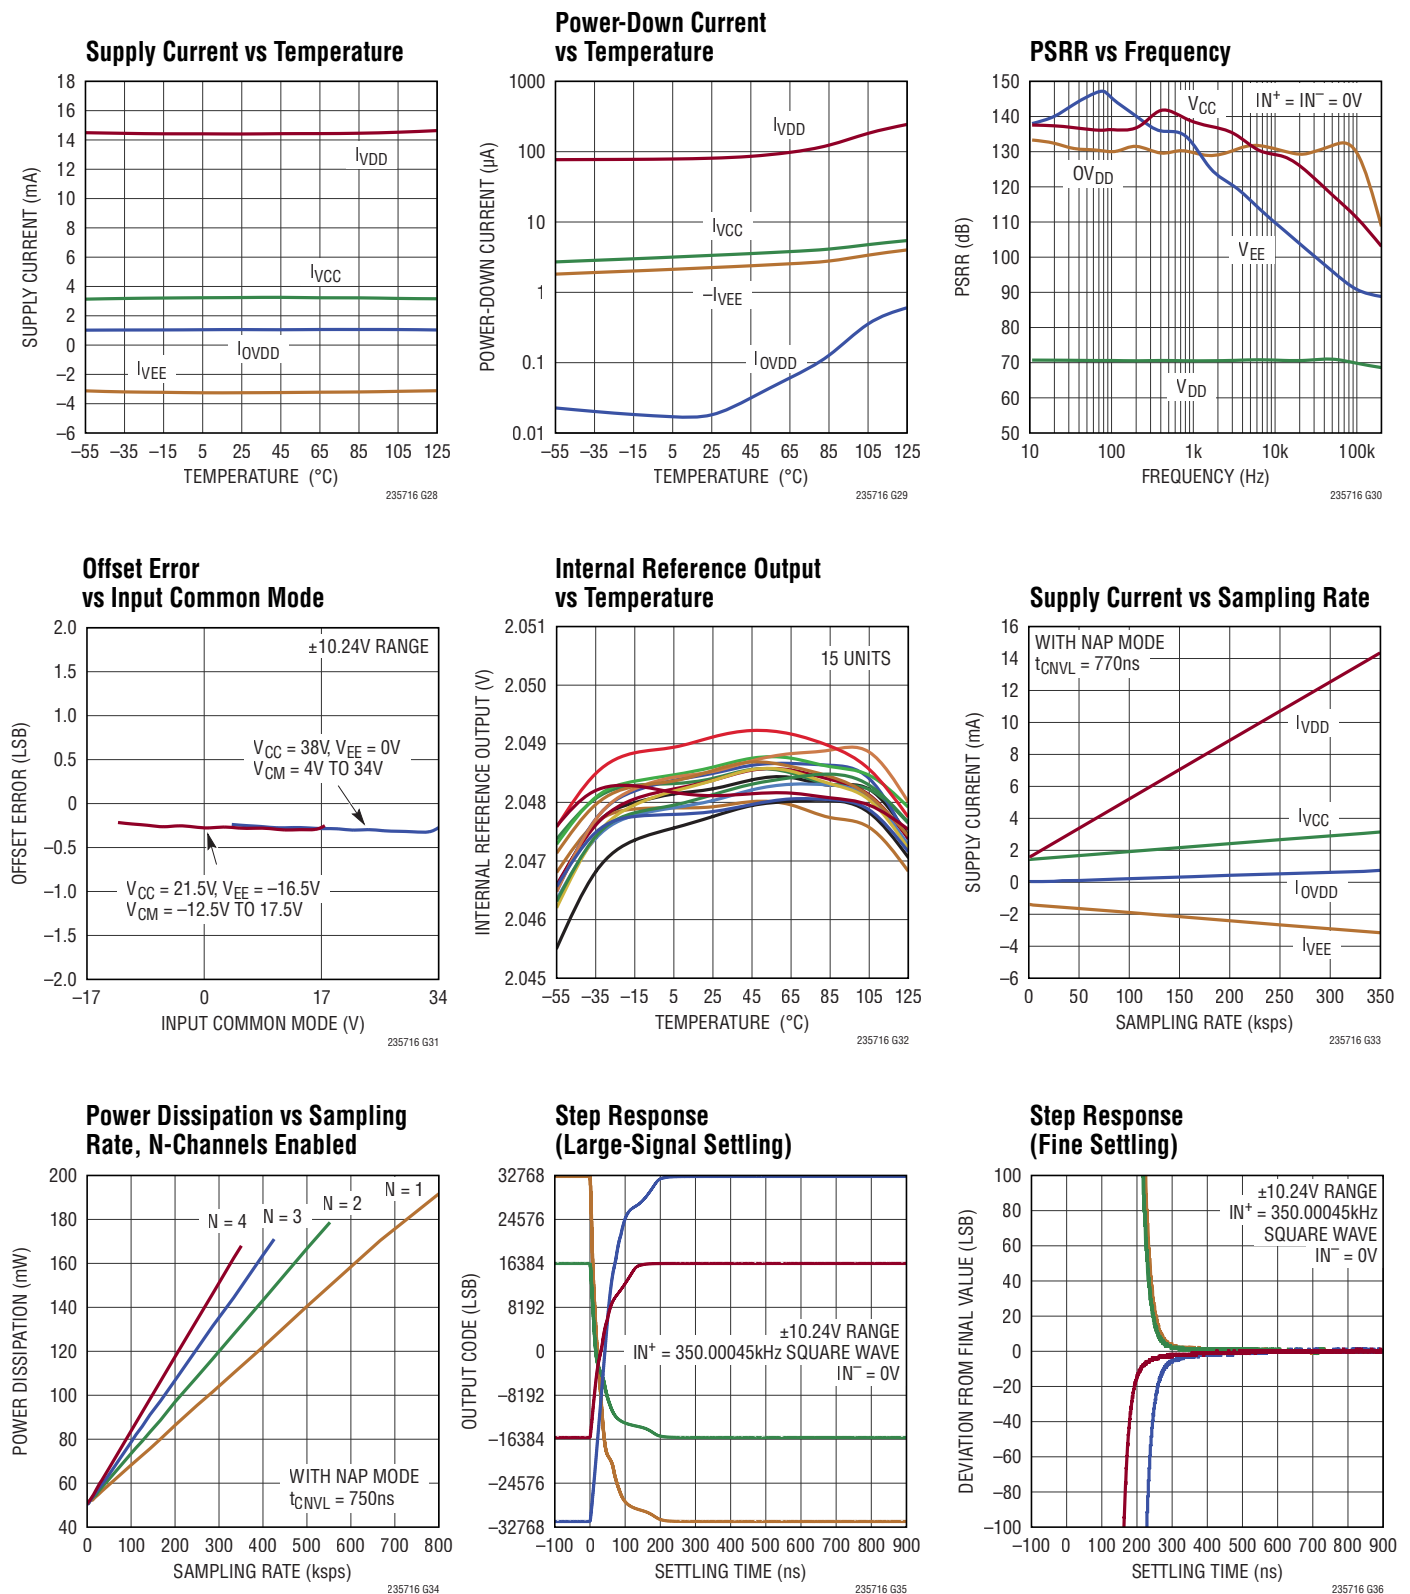 Supply Current vs Temperature
18
16
14
12
10
8
6
4
2
0
–2
–4
–6
SUPPLY CURRENT (mA)
IVDD
IVCC
IOVDD
IVEE
–55 –35 –15 5 25 45 65 85 105 125
TEMPERATURE (°C)
235716 G28
Power-Down Current
vs Temperature
1000
100
10
1
0.1
0.01
POWER-DOWN CURRENT (µA)
IVDD
IVCC
–IVEE
IOVDD
–55 –35 –15 5 25 45 65 85 105 125
TEMPERATURE (°C)
235716 G29
PSRR vs Frequency
150
140
130
120
110
100
90
80
70
60
50
PSRR (dB)
VCC
IN+ = IN– = 0V
OVDD
VEE
VDD
10 100 1k 10k 100k
FREQUENCY (Hz)
235716 G30
Offset Error
vs Input Common Mode
2.0
1.5
1.0
0.5
0
–0.5
–1.0
–1.5
–2.0
OFFSET ERROR (LSB)
±10.24V RANGE
VCC = 38V, VEE = 0V
VCM = 4V TO 34V
VCC = 21.5V, VEE = –16.5V
VCM = –12.5V TO 17.5V
–17 0 17 34
INPUT COMMON MODE (V)
235716 G31
Internal Reference Output
vs Temperature
2.051
2.050
2.049
2.048
2.047
2.046
2.045
INTERNAL REFERENCE OUTPUT (V)
15 UNITS
–55 –35 –15 5 25 45 65 85 105 125
TEMPERATURE (°C)
235716 G32
Supply Current vs Sampling Rate
16
14
12
10
8
6
4
2
0
–2
–4
–6
SUPPLY CURRENT (mA)
WITH NAP MODE
tCNVL = 770ns
IVDD
IVCC
IOVDD
IVEE
0 50 100 150 200 250 300 350
SAMPLING RATE (ksps)
235716 G33
Power Dissipation vs Sampling
Rate, N-Channels Enabled
200
180
160
140
120
100
80
60
40
POWER DISSIPATION (mW)
N = 4
N = 3
N = 2
N = 1
WITH NAP MODE
tCNVL = 750ns
0 100 200 300 400 500 600 700 800
SAMPLING RATE (ksps)
235716 G34
Step Response
(Large-Signal Settling)
32768
24576
16384
8192
0
–8192
–16384
–24576
–32768
OUTPUT CODE (LSB)
±10.24V RANGE
IN+ = 350.00045kHz SQUARE WAVE
IN– = 0V
–100 0 100 200 300 400 500 600 700 800 900
SETTLING TIME (ns)
235716 G35
Step Response
(Fine Settling)
100
80
60
40
20
0
–20
–40
–60
–80
–100
DEVIATION FROM FINAL VALUE (LSB)
±10.24V RANGE
IN+ = 350.00045kHz
SQUARE WAVE
IN– = 0V
–100 0 100 200 300 400 500 600 700 800 900
SETTLING TIME (ns)
235716 G36